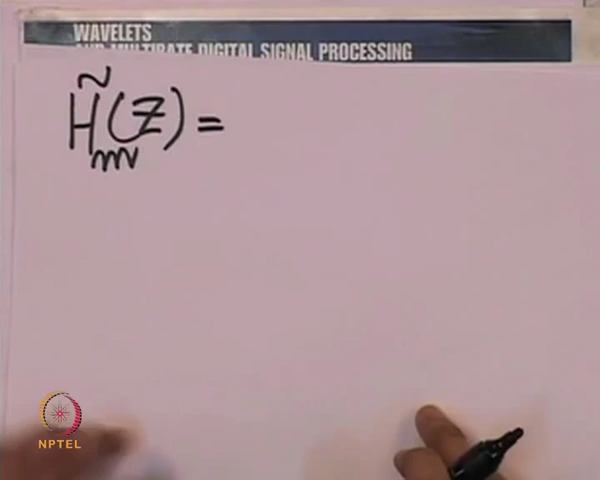 WAVELETS
AND MULTIRATE DIGITAL SIGNAL PROCESSING
H̃ₘ(Z) =
NPTEL